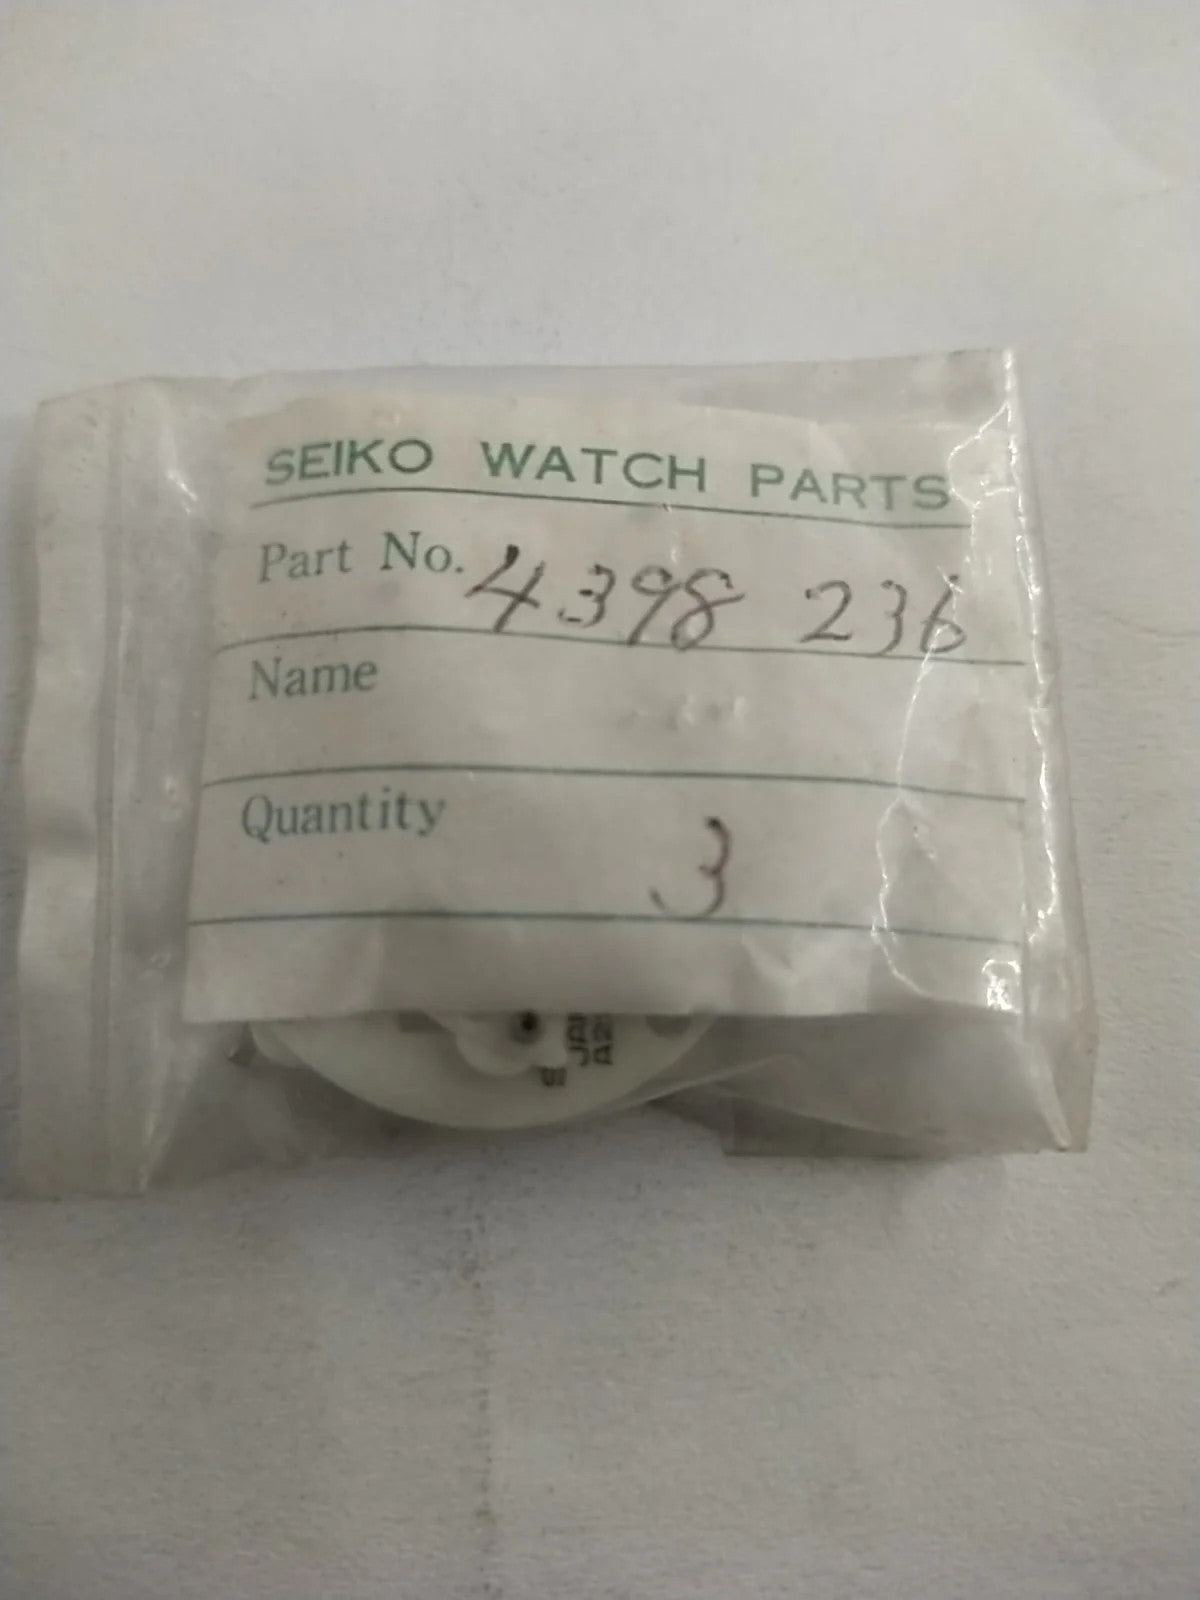 SEIKO WATCH PARTS
Part No. 4398 236
Name
Quantity 3